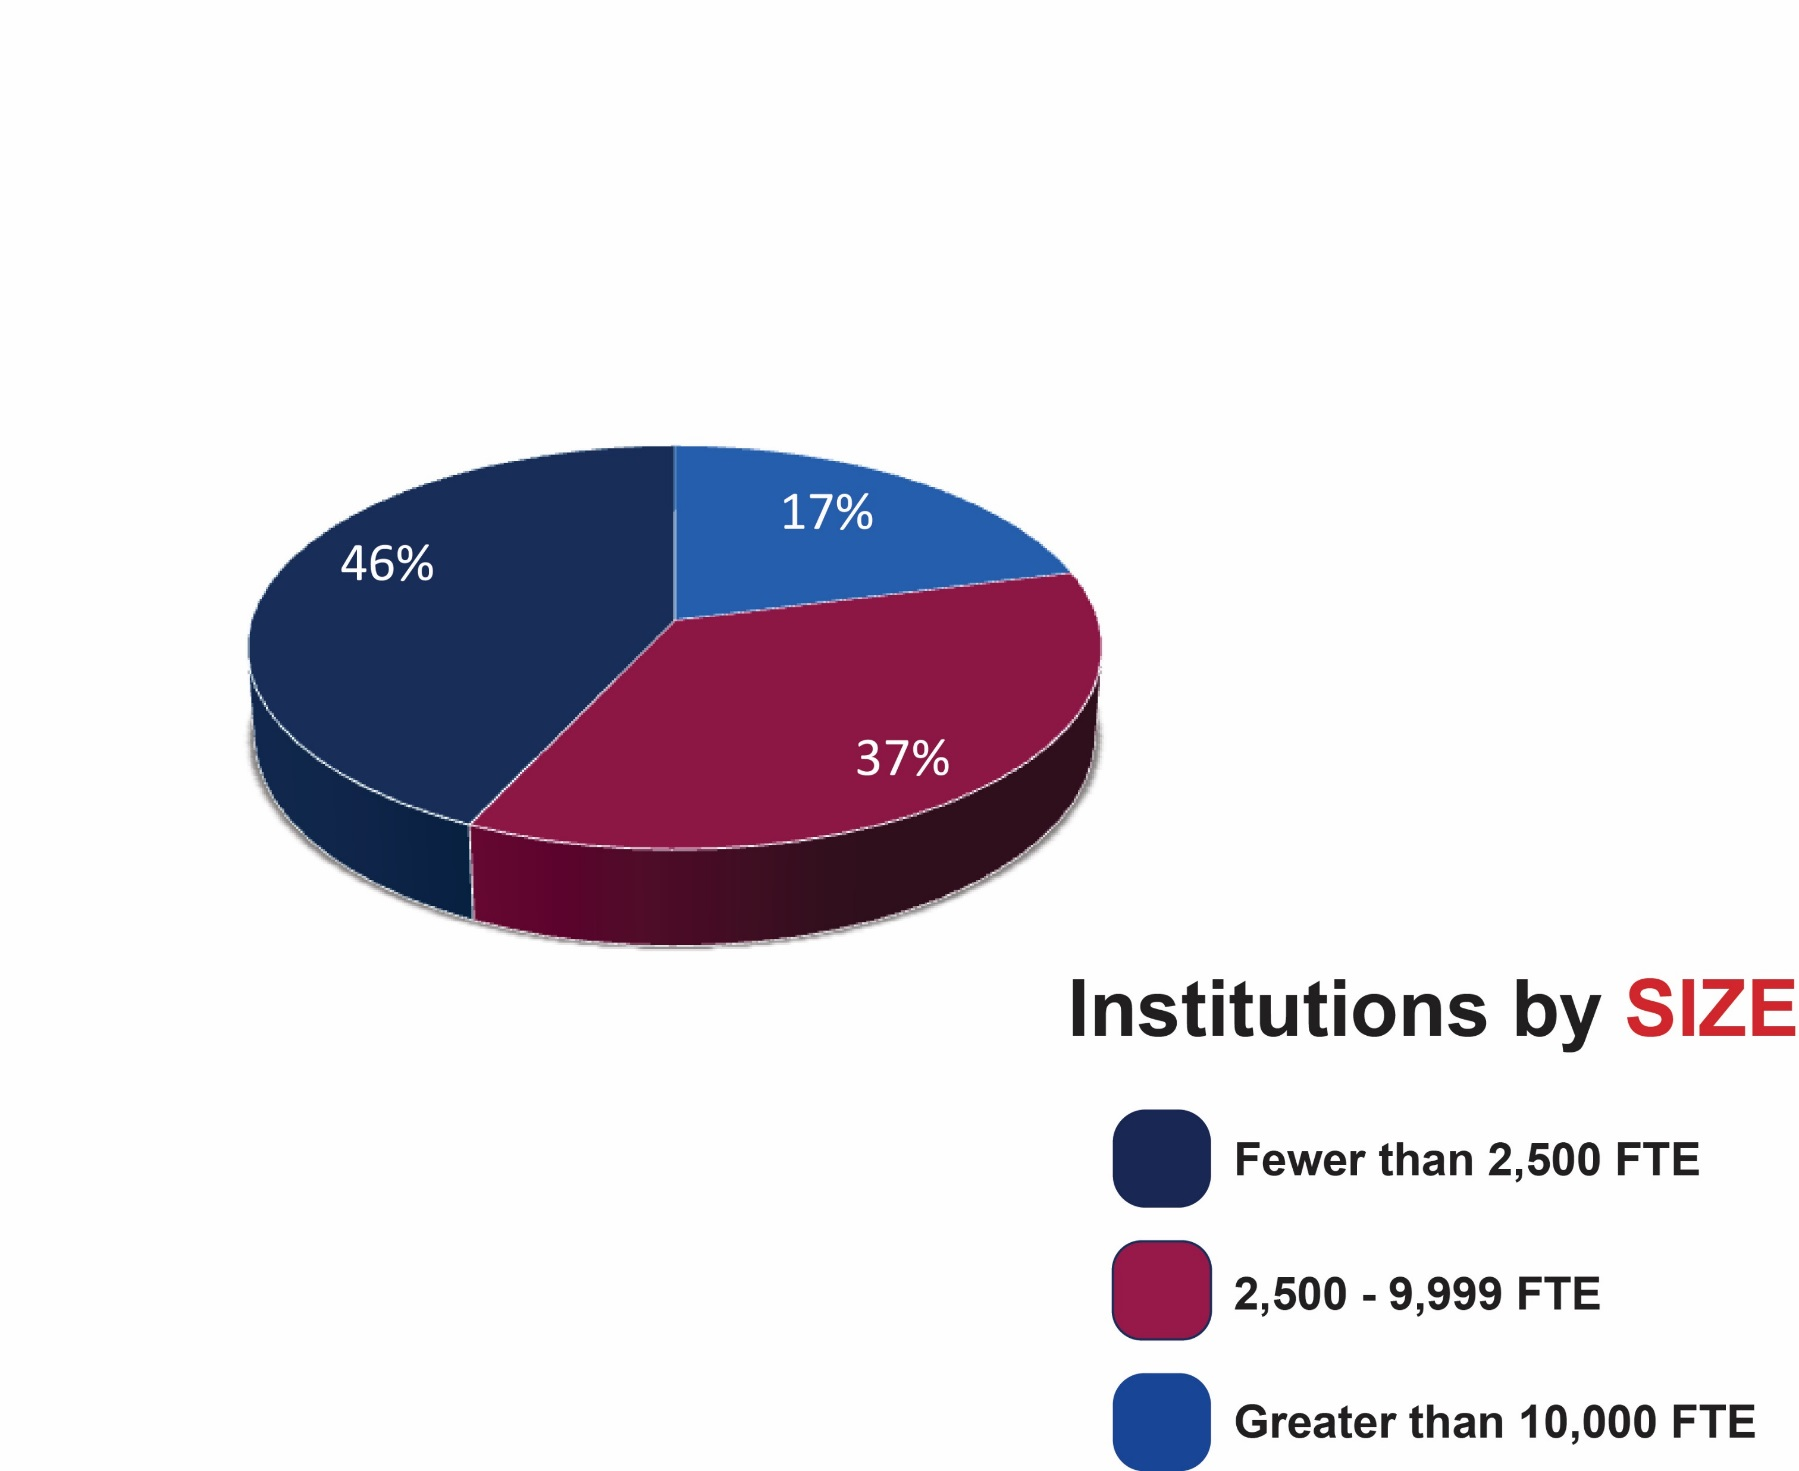 17%
46%
37%
Institutions by SIZE
Fewer than 2,500 FTE
2,500 - 9,999 FTE
Greater than 10,000 FTE